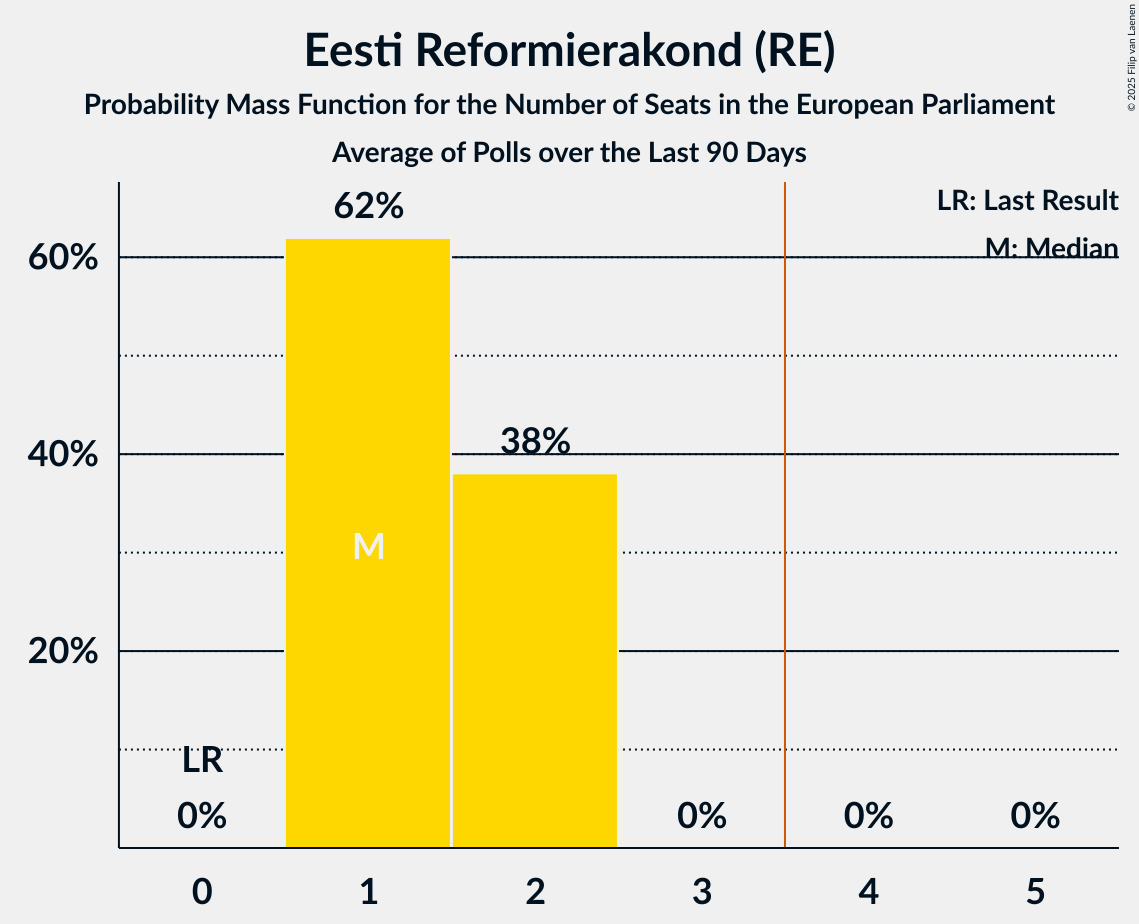 Eesti Reformierakond (RE)
Probability Mass Function for the Number of Seats in the European Parliament
Average of Polls over the Last 90 Days
© 2025 Filip van Laenen
LR: Last Result
M: Median
62%
60%
38%
40%
M
20%
LR
0%
0%
0%
0%
0
1
2
3
4
5